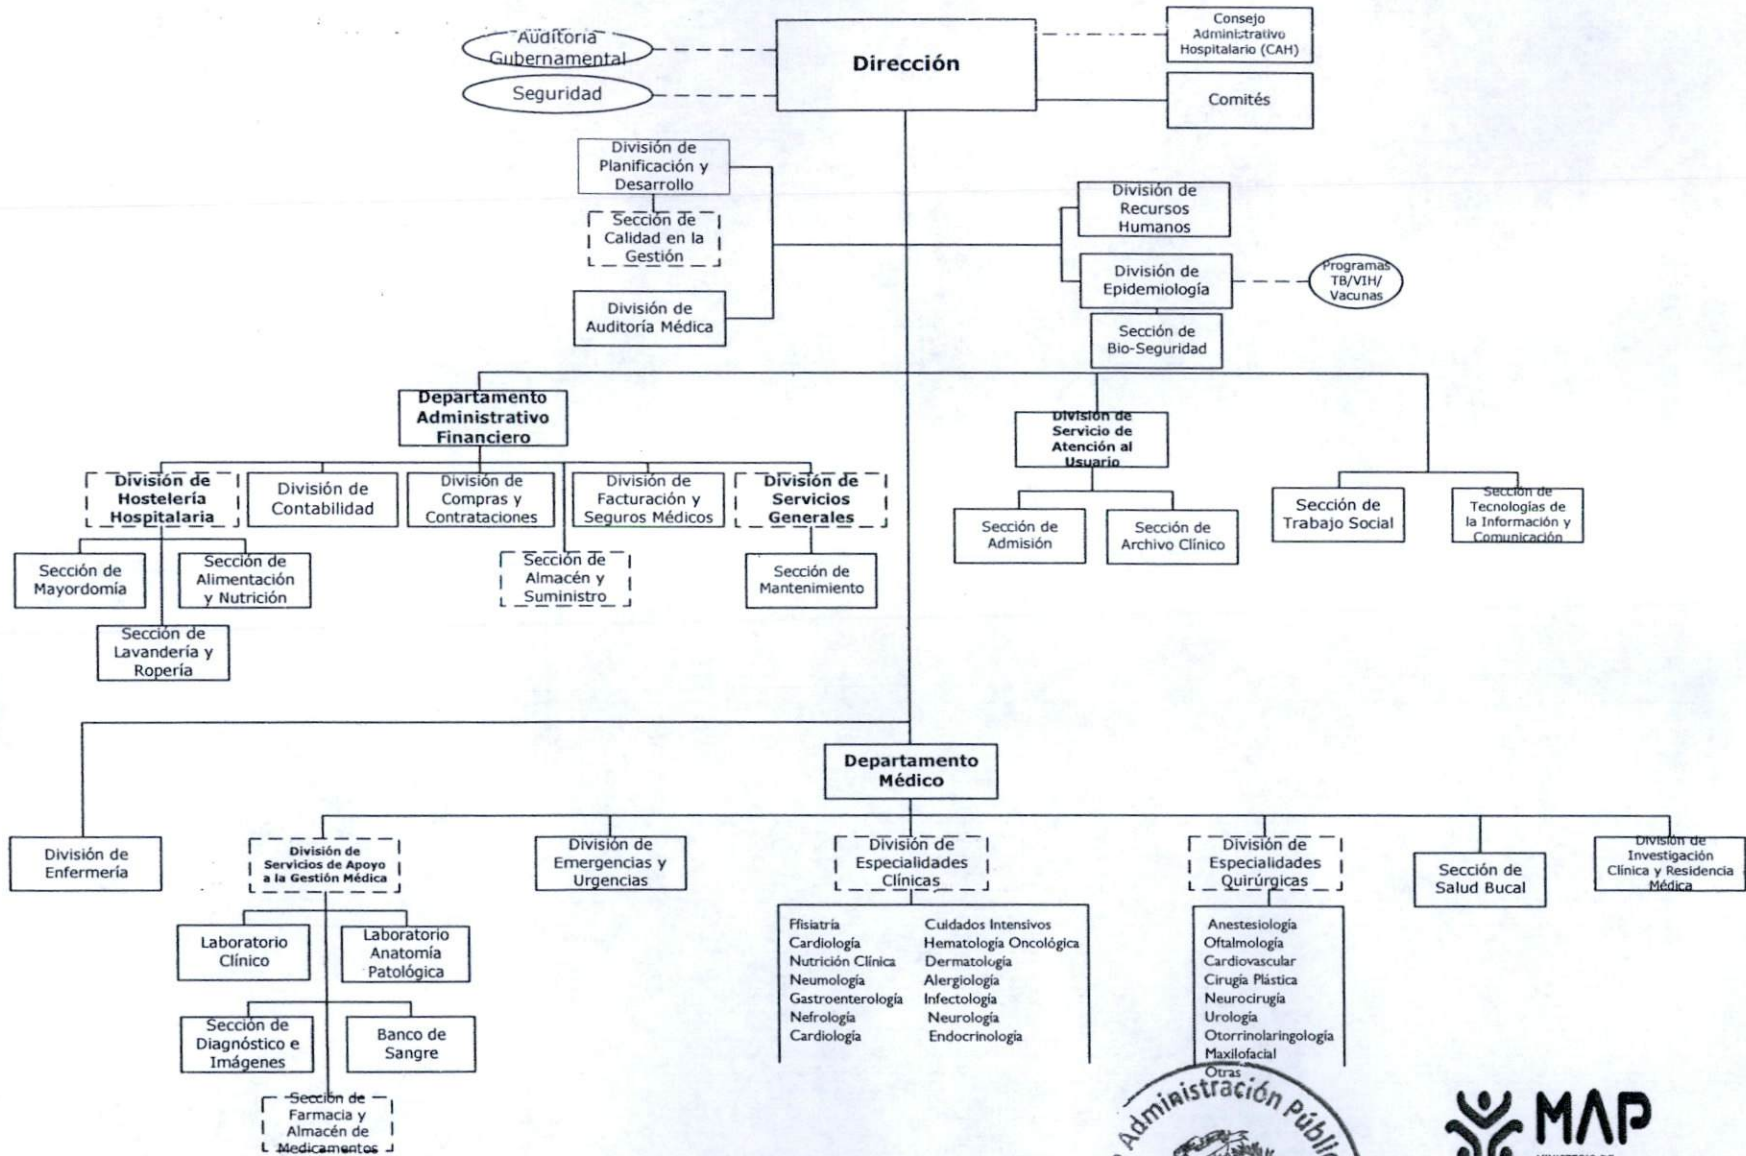 Auditoría
Gubernamental
Seguridad
Dirección
Consejo
Administrativo
Hospitalario (CAH)
Comités
División de
Planificación y
Desarrollo
Sección de
Calidad en la
Gestión
División de
Auditoría Médica
División de
Recursos
Humanos
División de
Epidemiología
Programas
TB/VIH/
Vacunas
Sección de
Bio-Seguridad
Departamento
Administrativo
Financiero
División de
Servicio de
Atención al
Usuario
División de
Hostelería
Hospitalaria
División de
Contabilidad
División de
Compras y
Contrataciones
División de
Facturación y
Seguros Médicos
División de
Servicios
Generales
Sección de
Admisión
Sección de
Archivo Clínico
Sección de
Trabajo Social
Sección de
Tecnologías de
la Información y
Comunicación
Sección de
Mayordomía
Sección de
Alimentación
y Nutrición
Sección de
Almacén y
Suministro
Sección de
Mantenimiento
Sección de
Lavandería y
Ropería
Departamento
Médico
División de
Enfermería
División de
Servicios de Apoyo
a la Gestión Médica
División de
Emergencias y
Urgencias
División de
Especialidades
Clínicas
División de
Especialidades
Quirúrgicas
Sección de
Salud Bucal
División de
Investigación
Clínica y Residencia
Médica
Laboratorio
Clínico
Laboratorio
Anatomía
Patológica
Sección de
Diagnóstico e
Imágenes
Banco de
Sangre
Sección de
Farmacia y
Almacén de
Medicamentos
Ffisiatría
Cardiología
Nutrición Clínica
Neumología
Gastroenterología
Nefrología
Cardiología
Cuidados Intensivos
Hematología Oncológica
Dermatología
Alergiología
Infectología
Neurología
Endocrinología
Anestesiología
Oftalmología
Cardiovascular
Cirugía Plástica
Neurocirugía
Urología
Otorrinolaringología
Maxilofacial
Otras
Administración
MAP